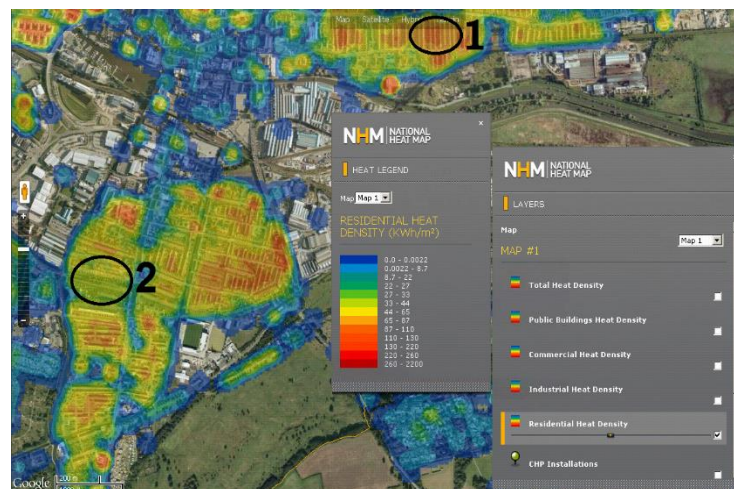 Map Satellite Hybrid
1
2
NHM NATIONAL HEAT MAP
x
HEAT LEGEND
Map Map 1
RESIDENTIAL HEAT
DENSITY (KWh/m²)
0.0 - 0.0022
0.0022 - 8.7
8.7 - 22
22 - 27
27 - 33
33 - 44
44 - 65
65 - 87
87 - 110
110 - 130
130 - 220
220 - 260
260 - 2200
NHM NATIONAL HEAT MAP
LAYERS
Map
Map 1
MAP #1
Total Heat Density
Public Buildings Heat Density
Commercial Heat Density
Industrial Heat Density
Residential Heat Density
CHP Installations
Google
200 m